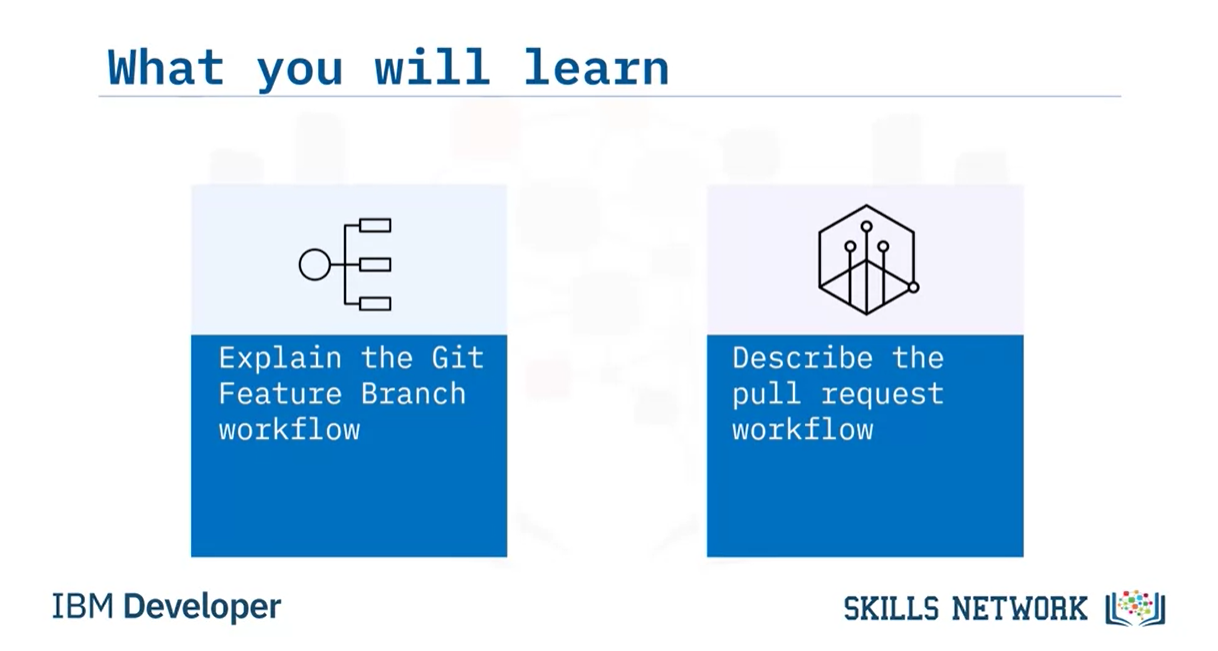 What you will learn
Explain the Git
Feature Branch
workflow
Describe the
pull request
workflow
IBM Developer
SKILLS NETWORK